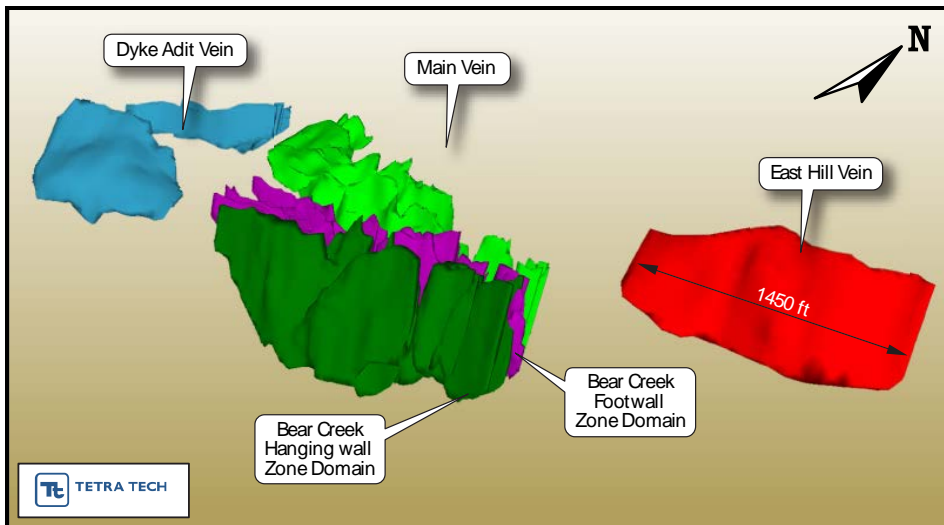 Dyke Adit Vein
Main Vein
N
East Hill Vein
1450 ft
Bear Creek
Footwall
Zone Domain
Bear Creek
Hanging wall
Zone Domain
Tt TETRA TECH